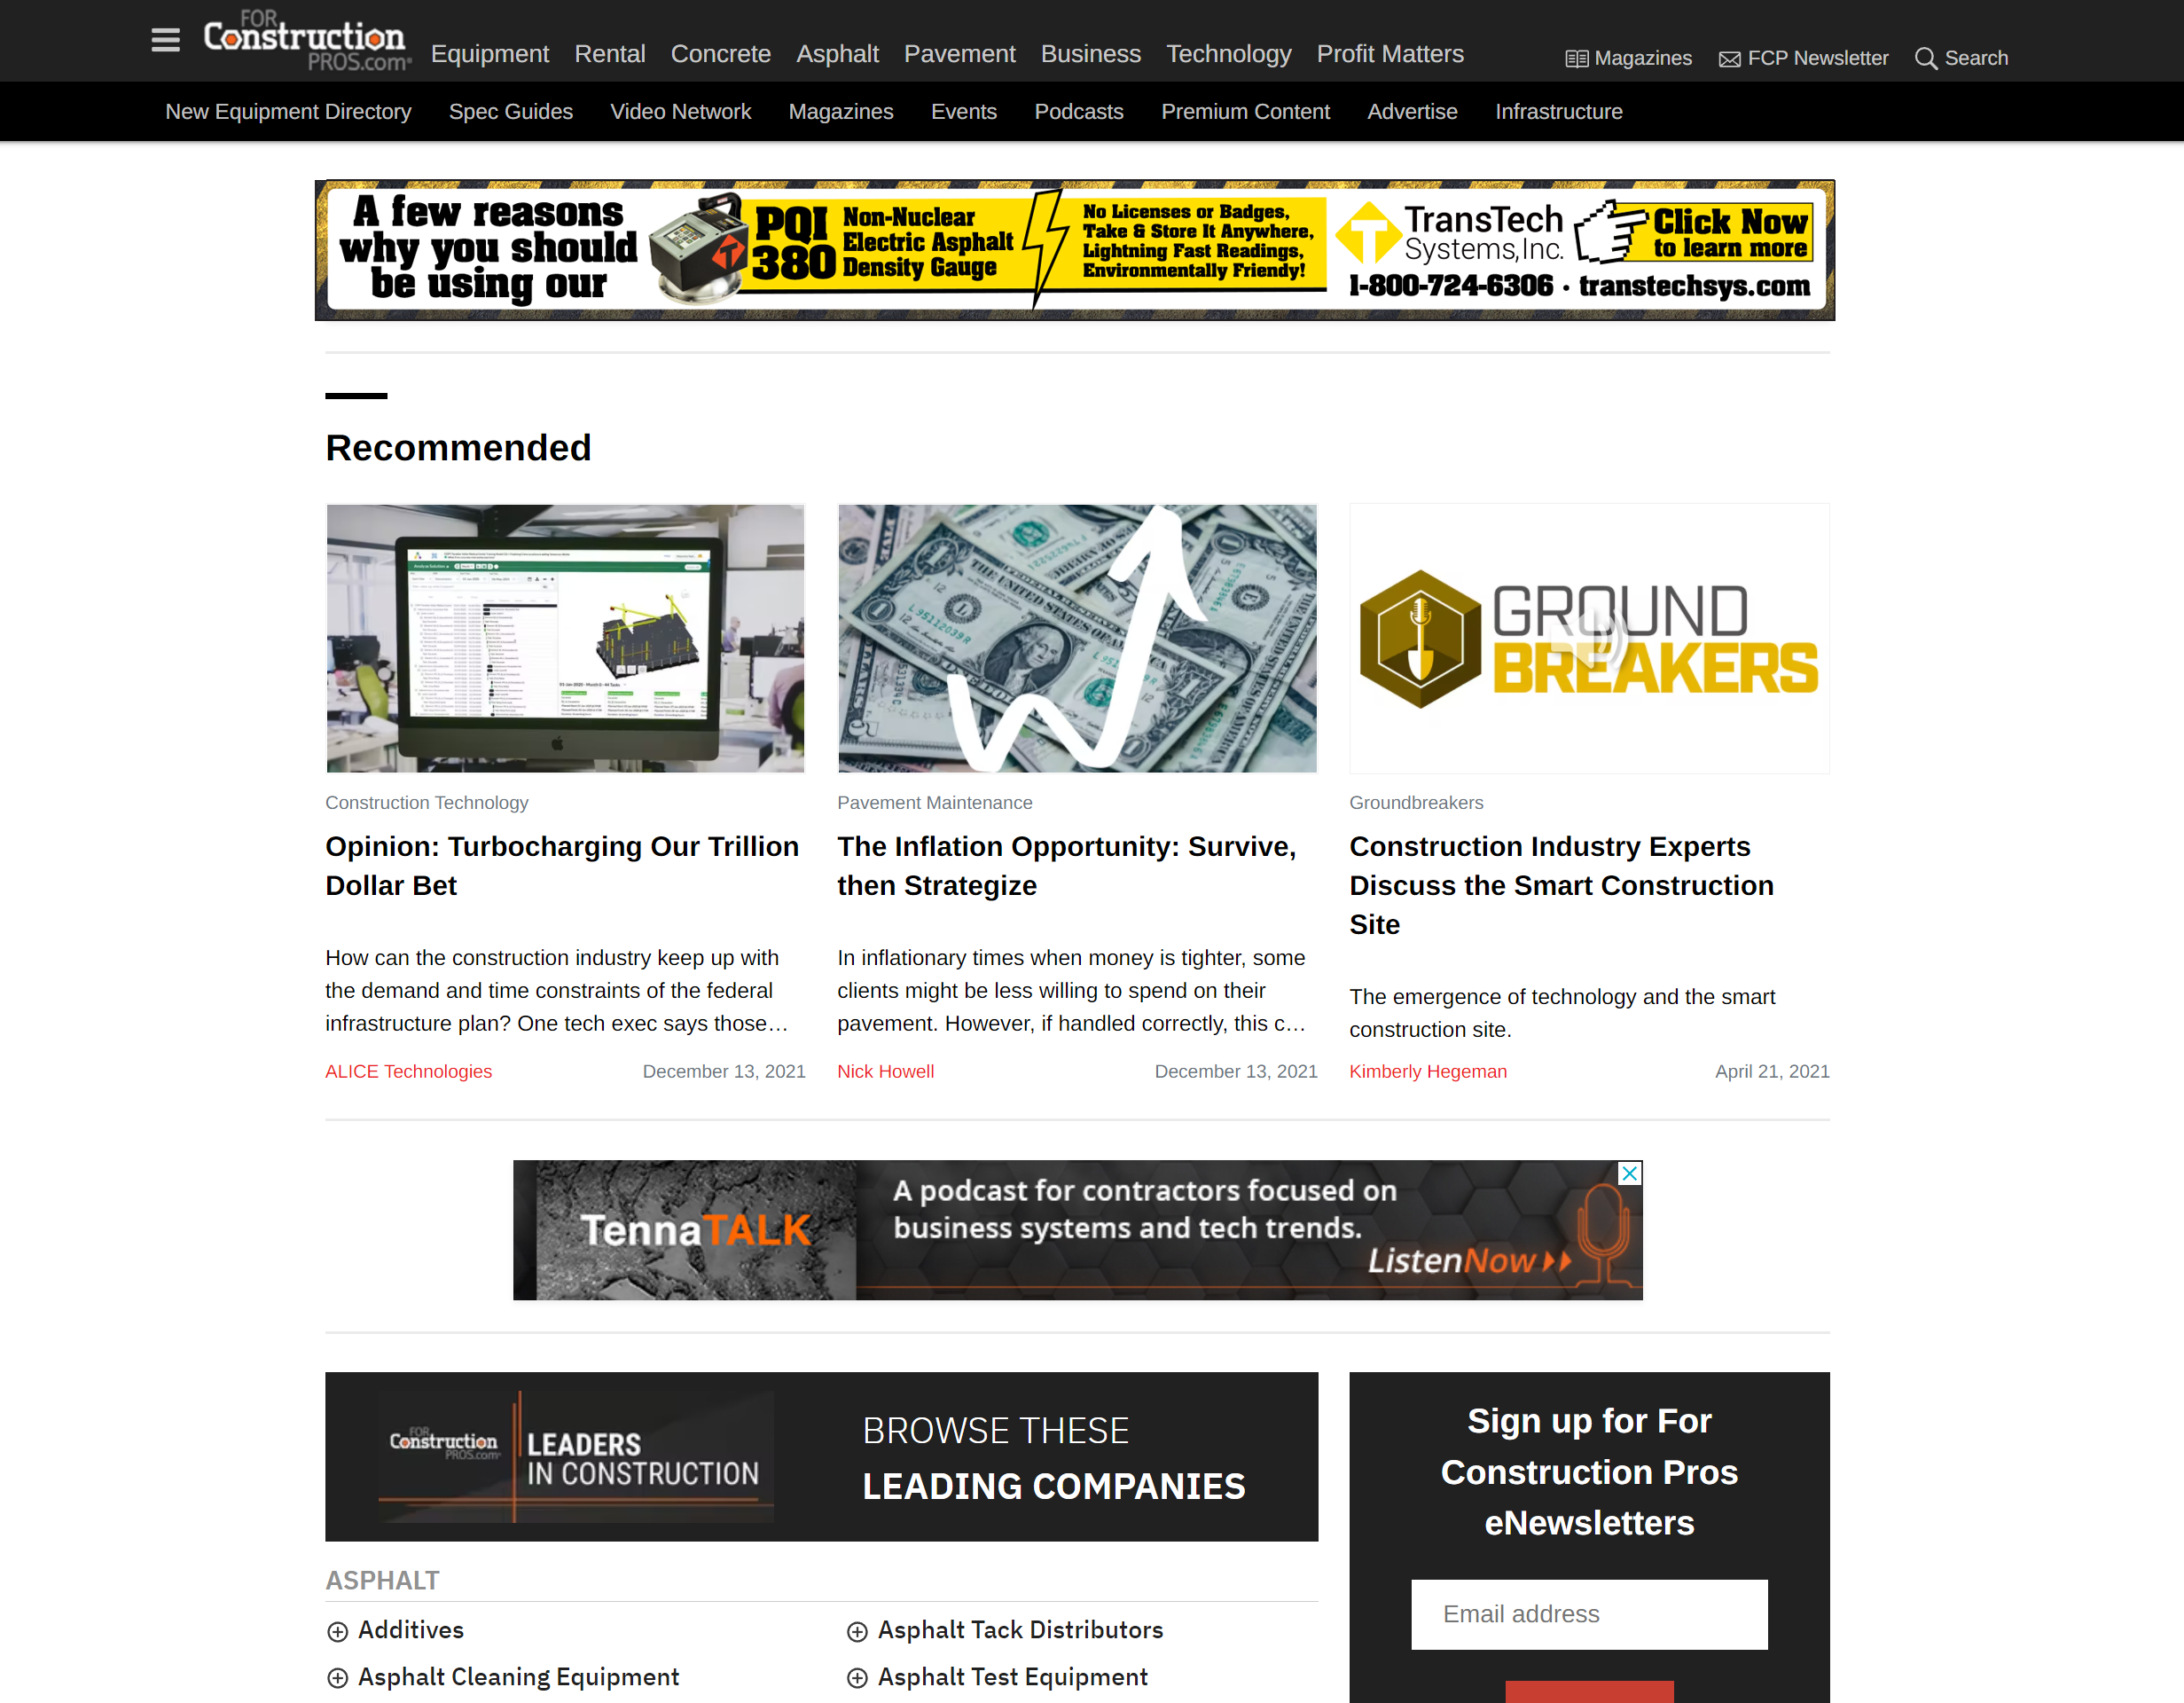 FOR
Construction
PROS.com
Equipment Rental Concrete Asphalt Pavement Business Technology Profit Matters
Magazines FCP Newsletter Search
New Equipment Directory Spec Guides Video Network Magazines Events Podcasts Premium Content Advertise Infrastructure
A few reasons
why you should
be using our
PQI
380
Non-Nuclear
Electric Asphalt
Density Gauge
No Licenses or Badges,
Take & Store It Anywhere,
Lightning Fast Readings,
Environmentally Friendy!
TransTech
Systems,Inc.
1-800-724-6306 · transtechsys.com
Click Now
to learn more
Recommended
GROUND
BREAKERS
Construction Technology
Opinion: Turbocharging Our Trillion
Dollar Bet
How can the construction industry keep up with
the demand and time constraints of the federal
infrastructure plan? One tech exec says those…
ALICE Technologies
December 13, 2021
Pavement Maintenance
The Inflation Opportunity: Survive,
then Strategize
In inflationary times when money is tighter, some
clients might be less willing to spend on their
pavement. However, if handled correctly, this c…
Nick Howell
December 13, 2021
Groundbreakers
Construction Industry Experts
Discuss the Smart Construction
Site
The emergence of technology and the smart
construction site.
Kimberly Hegeman
April 21, 2021
TennaTALK
A podcast for contractors focused on
business systems and tech trends.
ListenNow
FOR
Construction
PROS.com
LEADERS
IN CONSTRUCTION
BROWSE THESE
LEADING COMPANIES
Sign up for For
Construction Pros
eNewsletters
Email address
ASPHALT
Additives
Asphalt Tack Distributors
Asphalt Cleaning Equipment
Asphalt Test Equipment